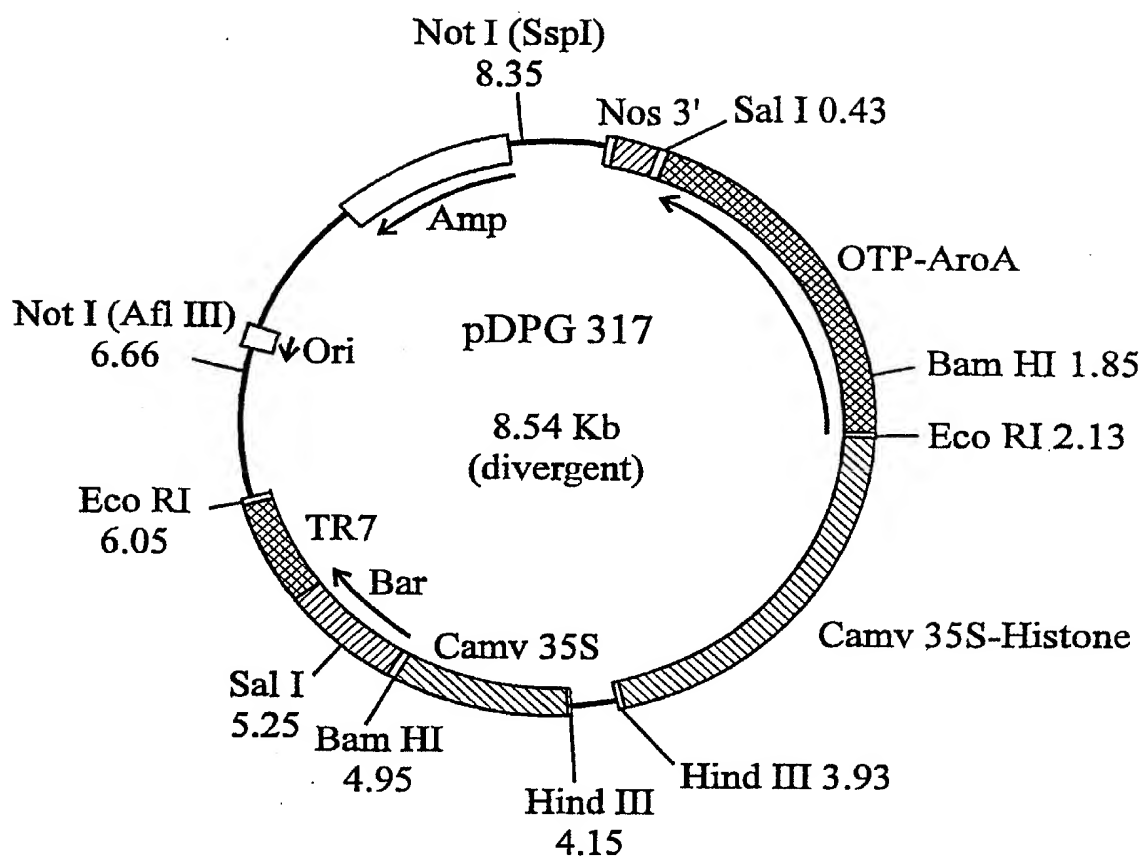 Not I (SspI)
8.35
Nos 3'
Sal I 0.43
Amp
OTP-AroA
Not I (Afl III)
6.66
Ori
pDPG 317
Bam HI 1.85
8.54 Kb
(divergent)
Eco RI 2.13
Eco RI
6.05
TR7
Bar
Camv 35S
Camv 35S-Histone
Sal I
5.25
Bam HI
4.95
Hind III 3.93
Hind III
4.15